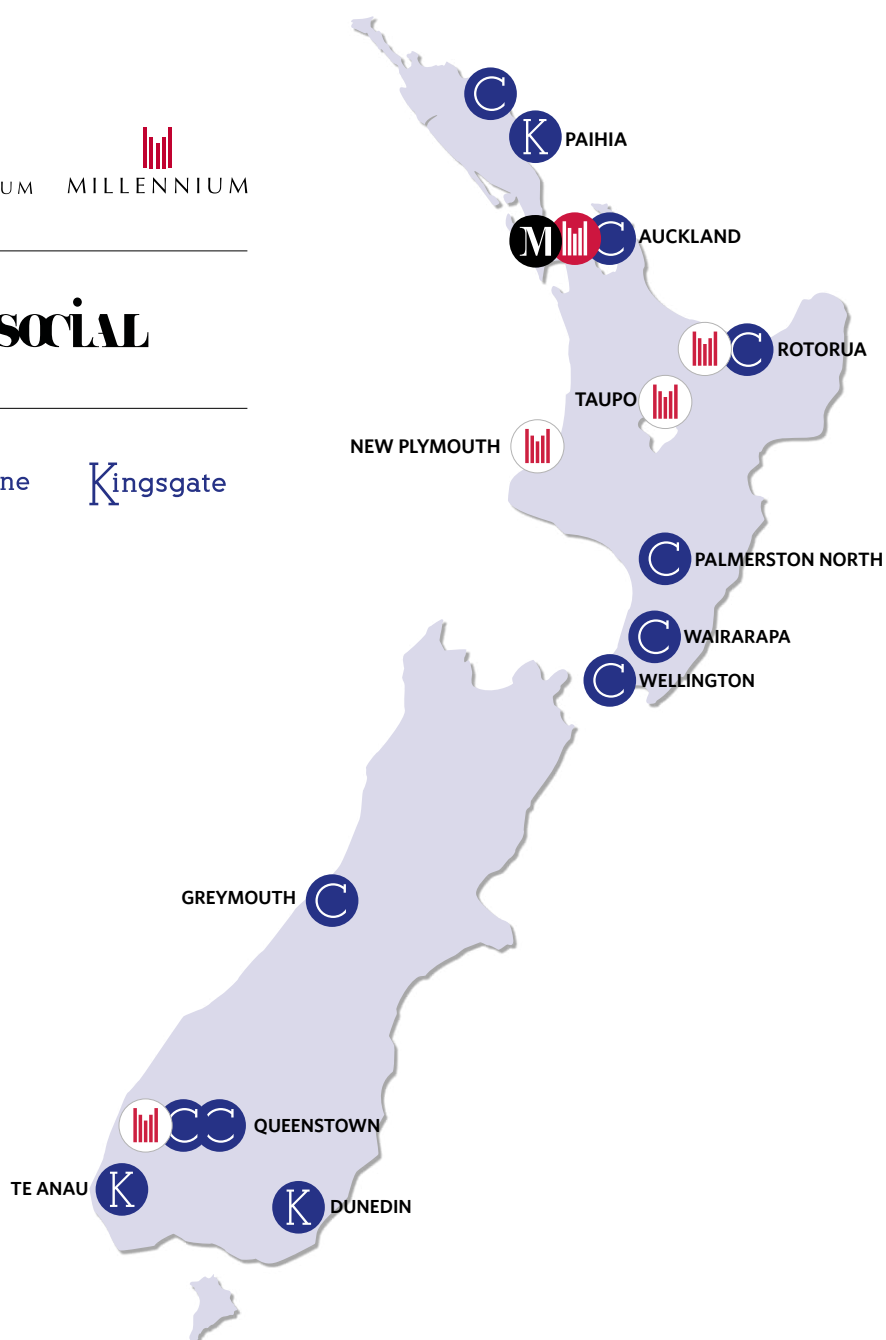 UM MILLENNIUM
SOCIAL
ne Kingsgate
C
K PAIHIA
M C AUCKLAND
C ROTORUA
TAUPO
NEW PLYMOUTH
C PALMERSTON NORTH
C WAIRARAPA
C WELLINGTON
GREYMOUTH C
C C QUEENSTOWN
TE ANAU K
K DUNEDIN